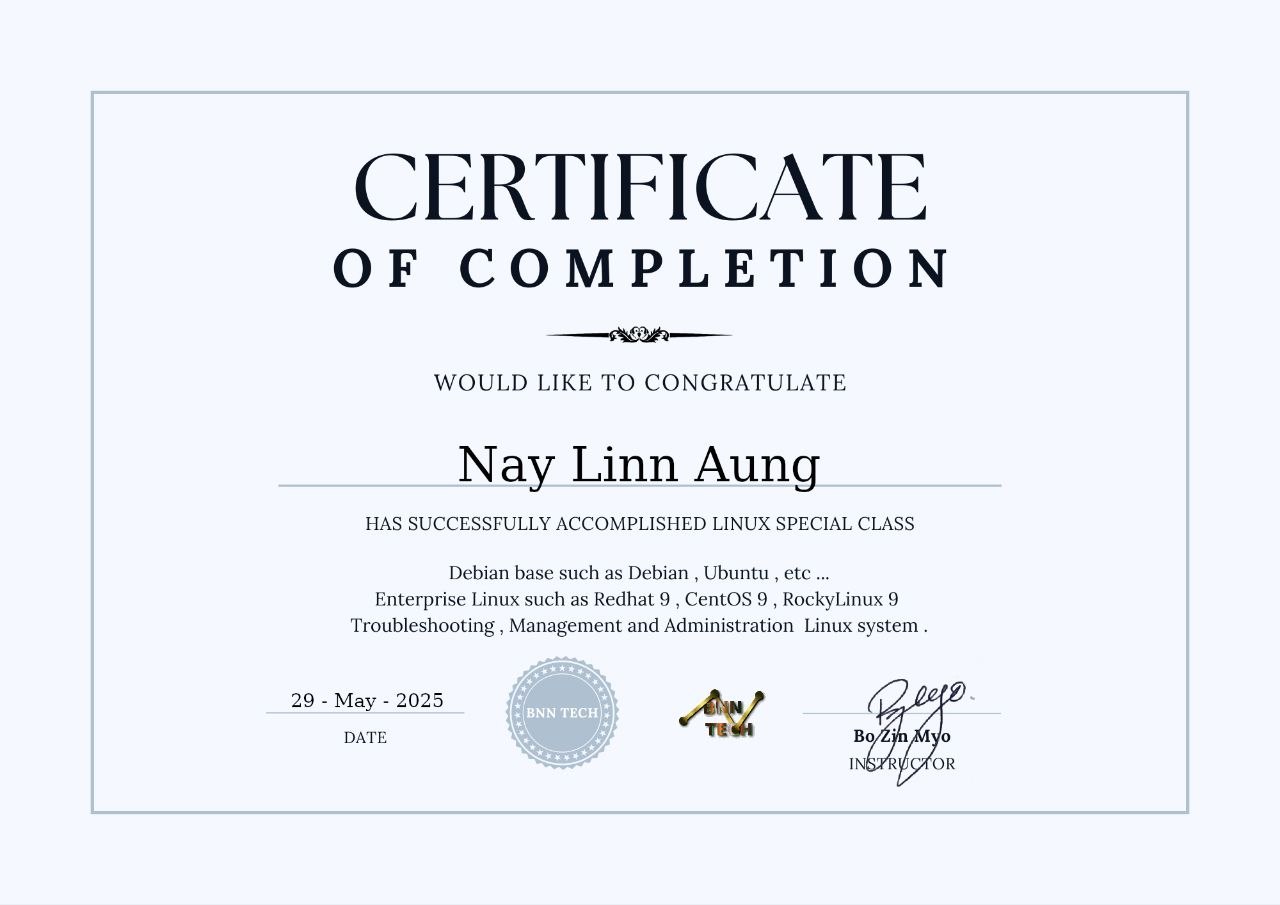 CERTIFICATE
OF COMPLETION
WOULD LIKE TO CONGRATULATE
Nay Linn Aung
HAS SUCCESSFULLY ACCOMPLISHED LINUX SPECIAL CLASS
Debian base such as Debian , Ubuntu , etc ...
Enterprise Linux such as Redhat 9 , CentOS 9 , RockyLinux 9
Troubleshooting , Management and Administration  Linux system .
29 - May - 2025
DATE
BNN TECH
BNN
TECH
Bo Zin Myo
INSTRUCTOR